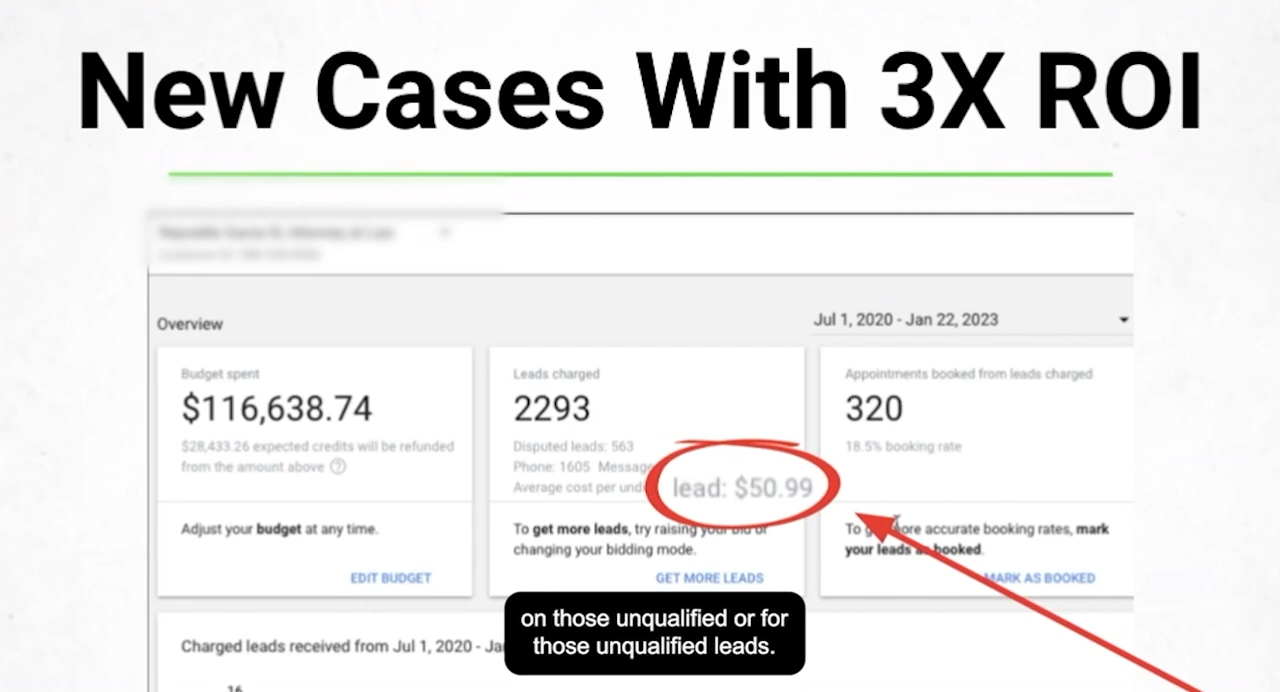 New Cases With 3X ROI
Overview
Jul 1, 2020 - Jan 22, 2023
Budget spent
$116,638.74
$28,433.26 expected credits will be refunded
from the amount above
EDIT BUDGET
Adjust your budget at any time.
Leads charged
2293
Disputed leads: 563
Phone: 1605 Message
Average cost per undi
lead: $50.99
To get more leads, try raising your bid or
changing your bidding mode.
GET MORE LEADS
Appointments booked from leads charged
320
18.5% booking rate
To get more accurate booking rates, mark
your leads as booked.
MARK AS BOOKED
Charged leads received from Jul 1, 2020 - Ja
16
on those unqualified or for
those unqualified leads.